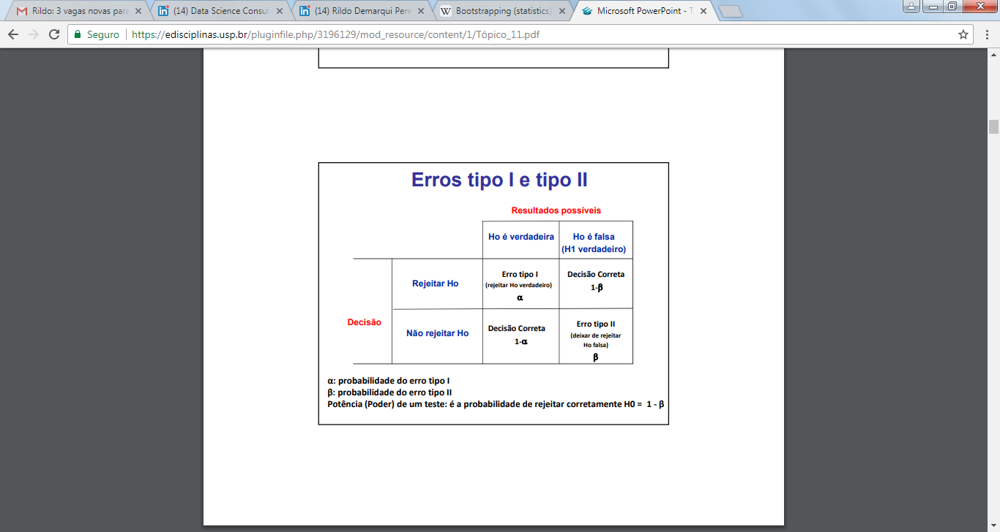 Rildo: 3 vagas novas para
(14) Data Science Consul
(14) Rildo Demarqui Pere
Bootstrapping (statistics)
Microsoft PowerPoint - T
Seguro
https://edisciplinas.usp.br/pluginfile.php/3196129/mod_resource/content/1/Tópico_11.pdf
Erros tipo I e tipo II
Resultados possíveis
Ho é verdadeira
Ho é falsa
(H1 verdadeiro)
Rejeitar Ho
Erro tipo I
(rejeitar Ho verdadeiro)
α
Decisão Correta
1-β
Decisão
Não rejeitar Ho
Decisão Correta
1-α
Erro tipo II
(deixar de rejeitar
Ho falsa)
β
α: probabilidade do erro tipo I
β: probabilidade do erro tipo II
Potência (Poder) de um teste: é a probabilidade de rejeitar corretamente H0 = 1 - β